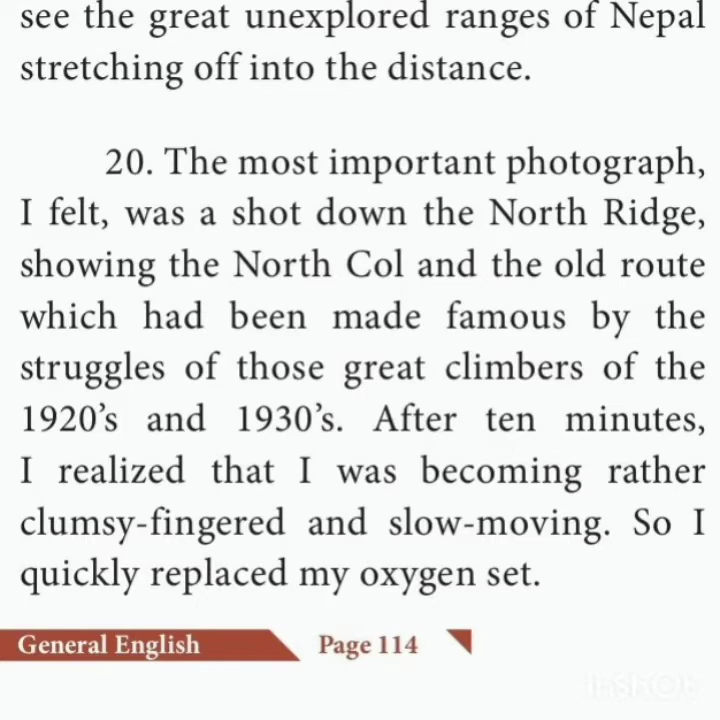 see the great unexplored ranges of Nepal
stretching off into the distance.
20. The most important photograph,
I felt, was a shot down the North Ridge,
showing the North Col and the old route
which had been made famous by the
struggles of those great climbers of the
1920’s and 1930’s. After ten minutes,
I realized that I was becoming rather
clumsy-fingered and slow-moving. So I
quickly replaced my oxygen set.
General English Page 114